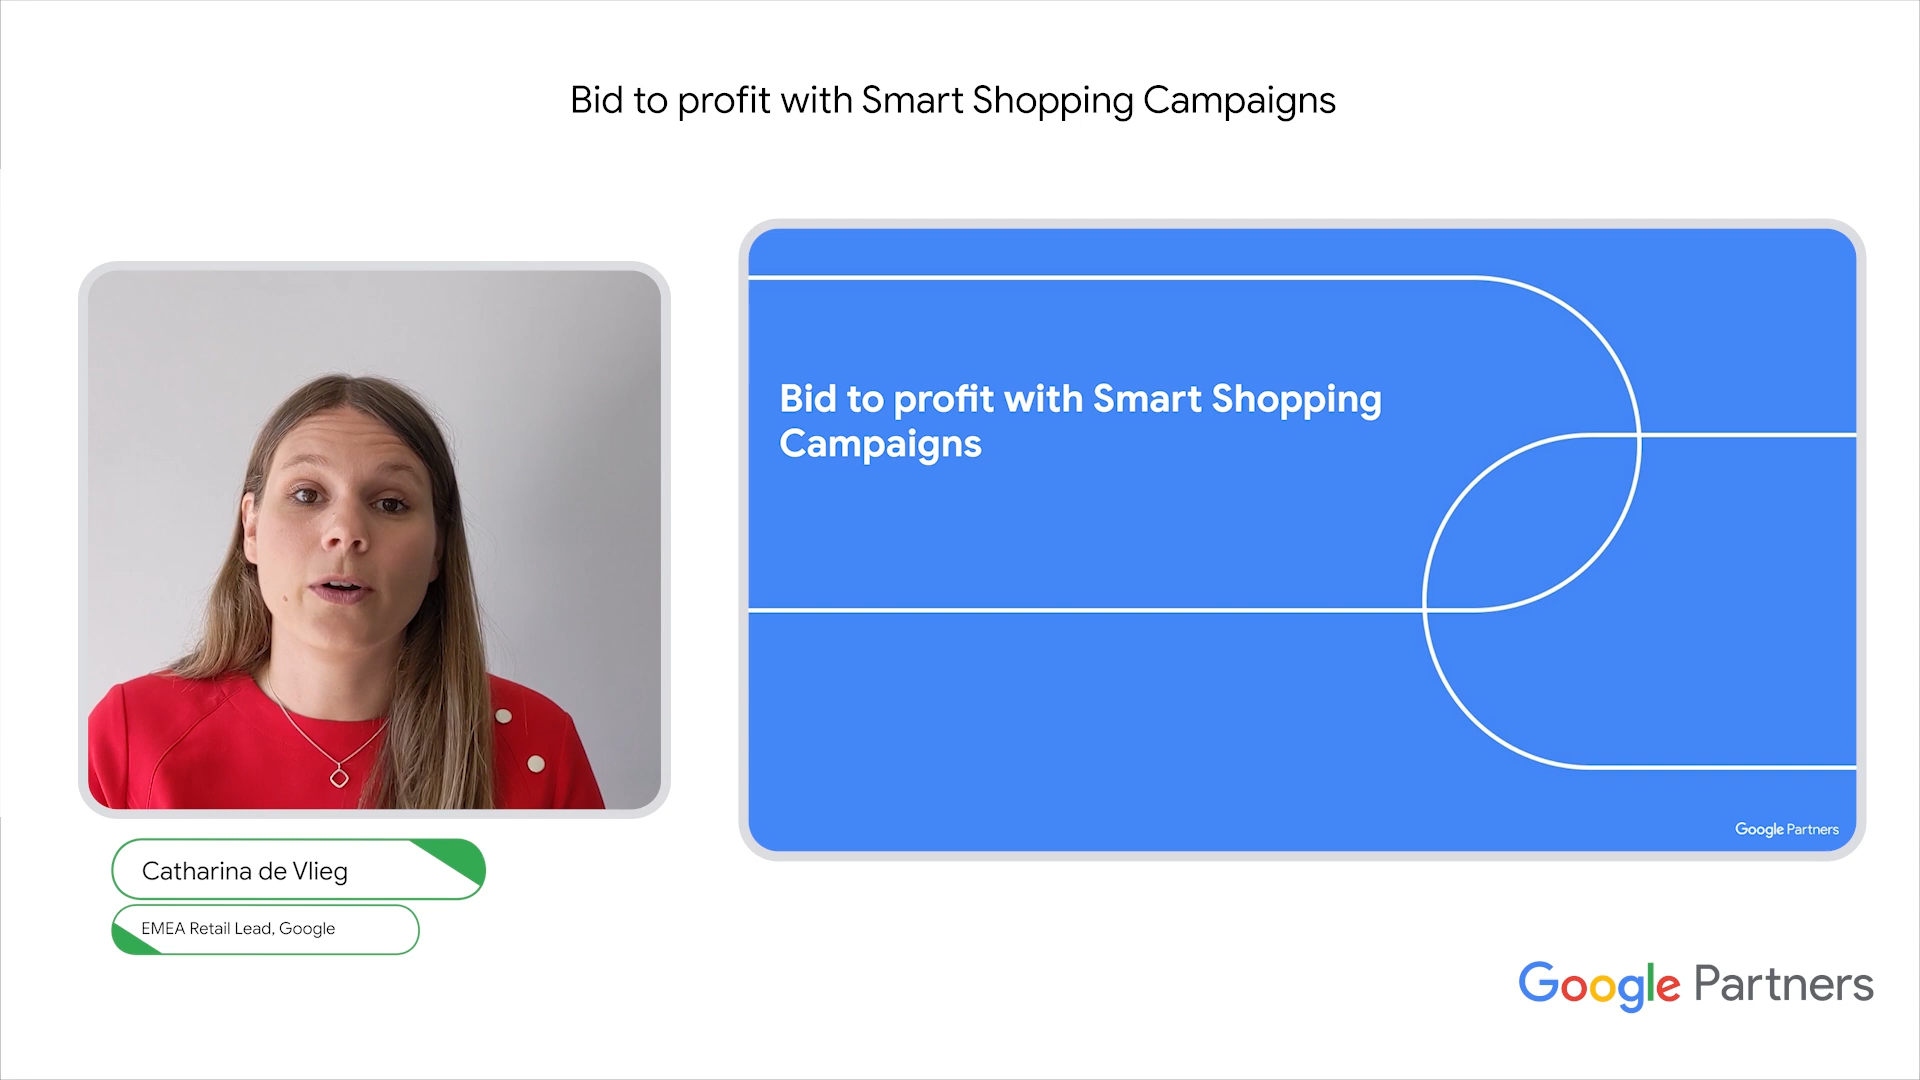 Bid to profit with Smart Shopping Campaigns
Bid to profit with Smart Shopping
Campaigns
Google Partners
Catharina de Vlieg
EMEA Retail Lead, Google
Google Partners